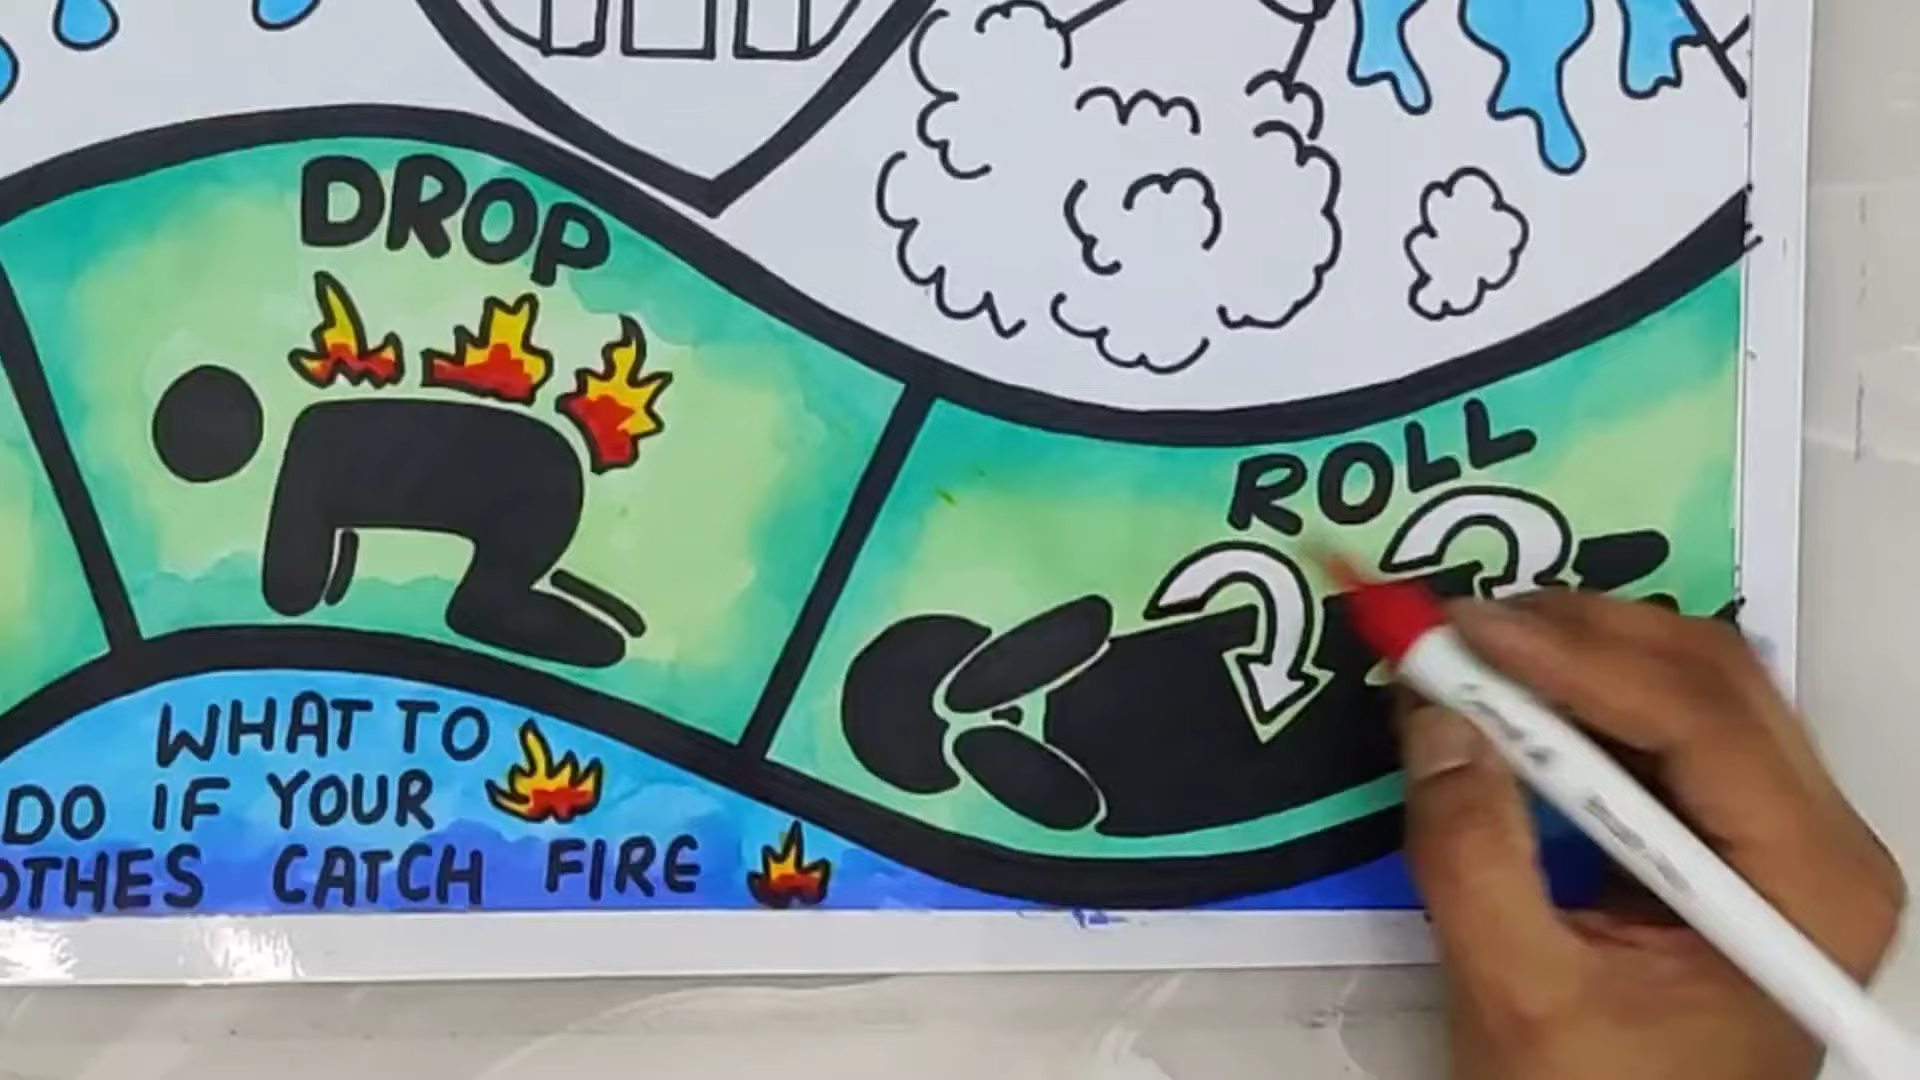 DROP
ROLL
WHAT TO
DO IF YOUR
OTHES CATCH FIRE